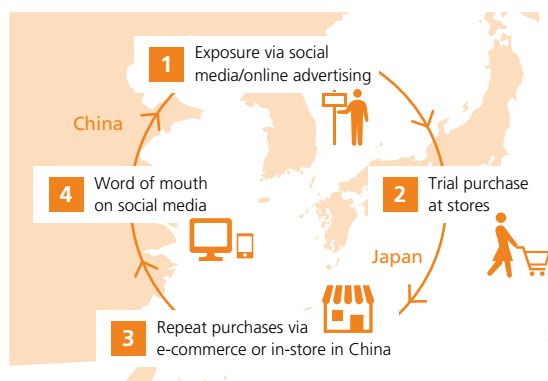 1
Exposure via social
media/online advertising
China
4
Word of mouth
on social media
2
Trial purchase
at stores
Japan
3
Repeat purchases via
e-commerce or in-store in China